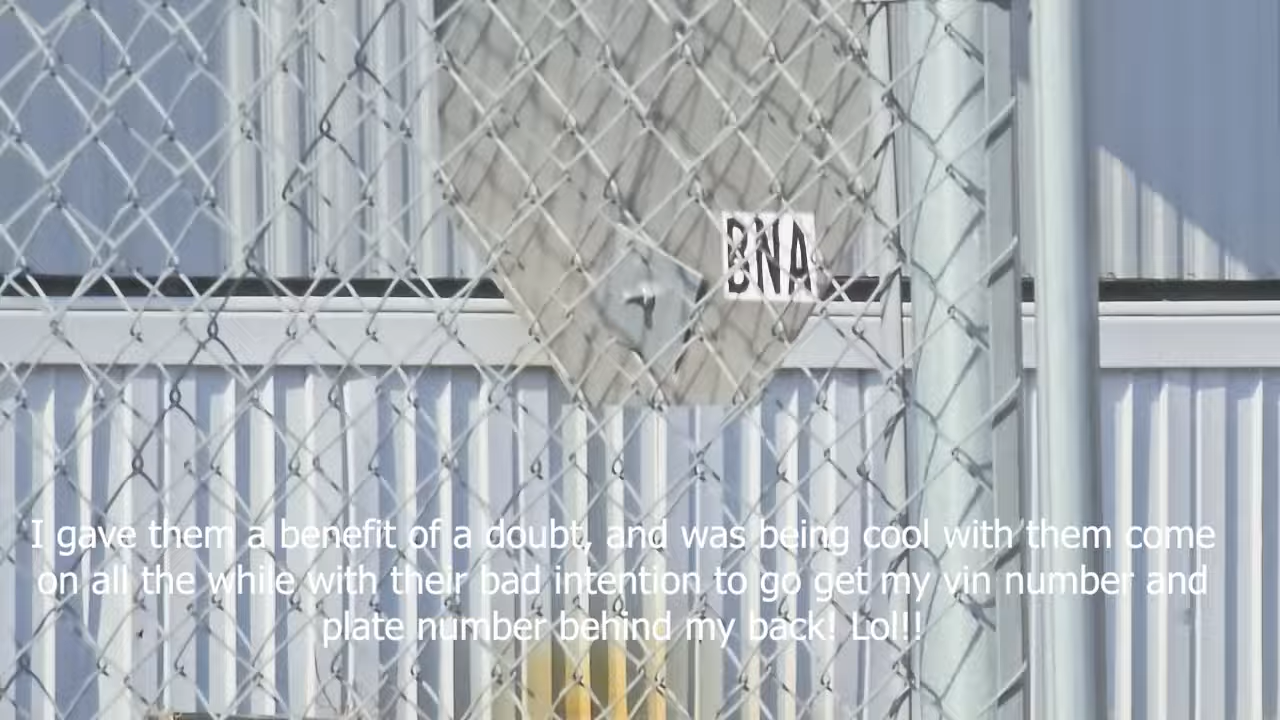 BNA
I gave them a benefit of a doubt, and was being cool with them come
on all the while with their bad intention to go get my vin number and
plate number behind my back! Lol!!